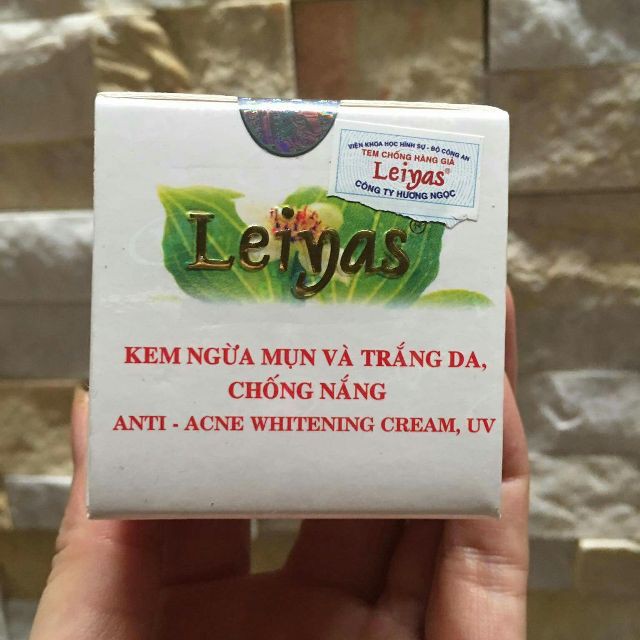 VIỆN KHOA HỌC HÌNH SỰ - BỘ CÔNG AN
TEM CHỐNG HÀNG GIẢ
Leiyas®
CÔNG TY HƯƠNG NGỌC
Leiyas®
KEM NGỪA MỤN VÀ TRẮNG DA,
CHỐNG NẮNG
ANTI - ACNE WHITENING CREAM, UV